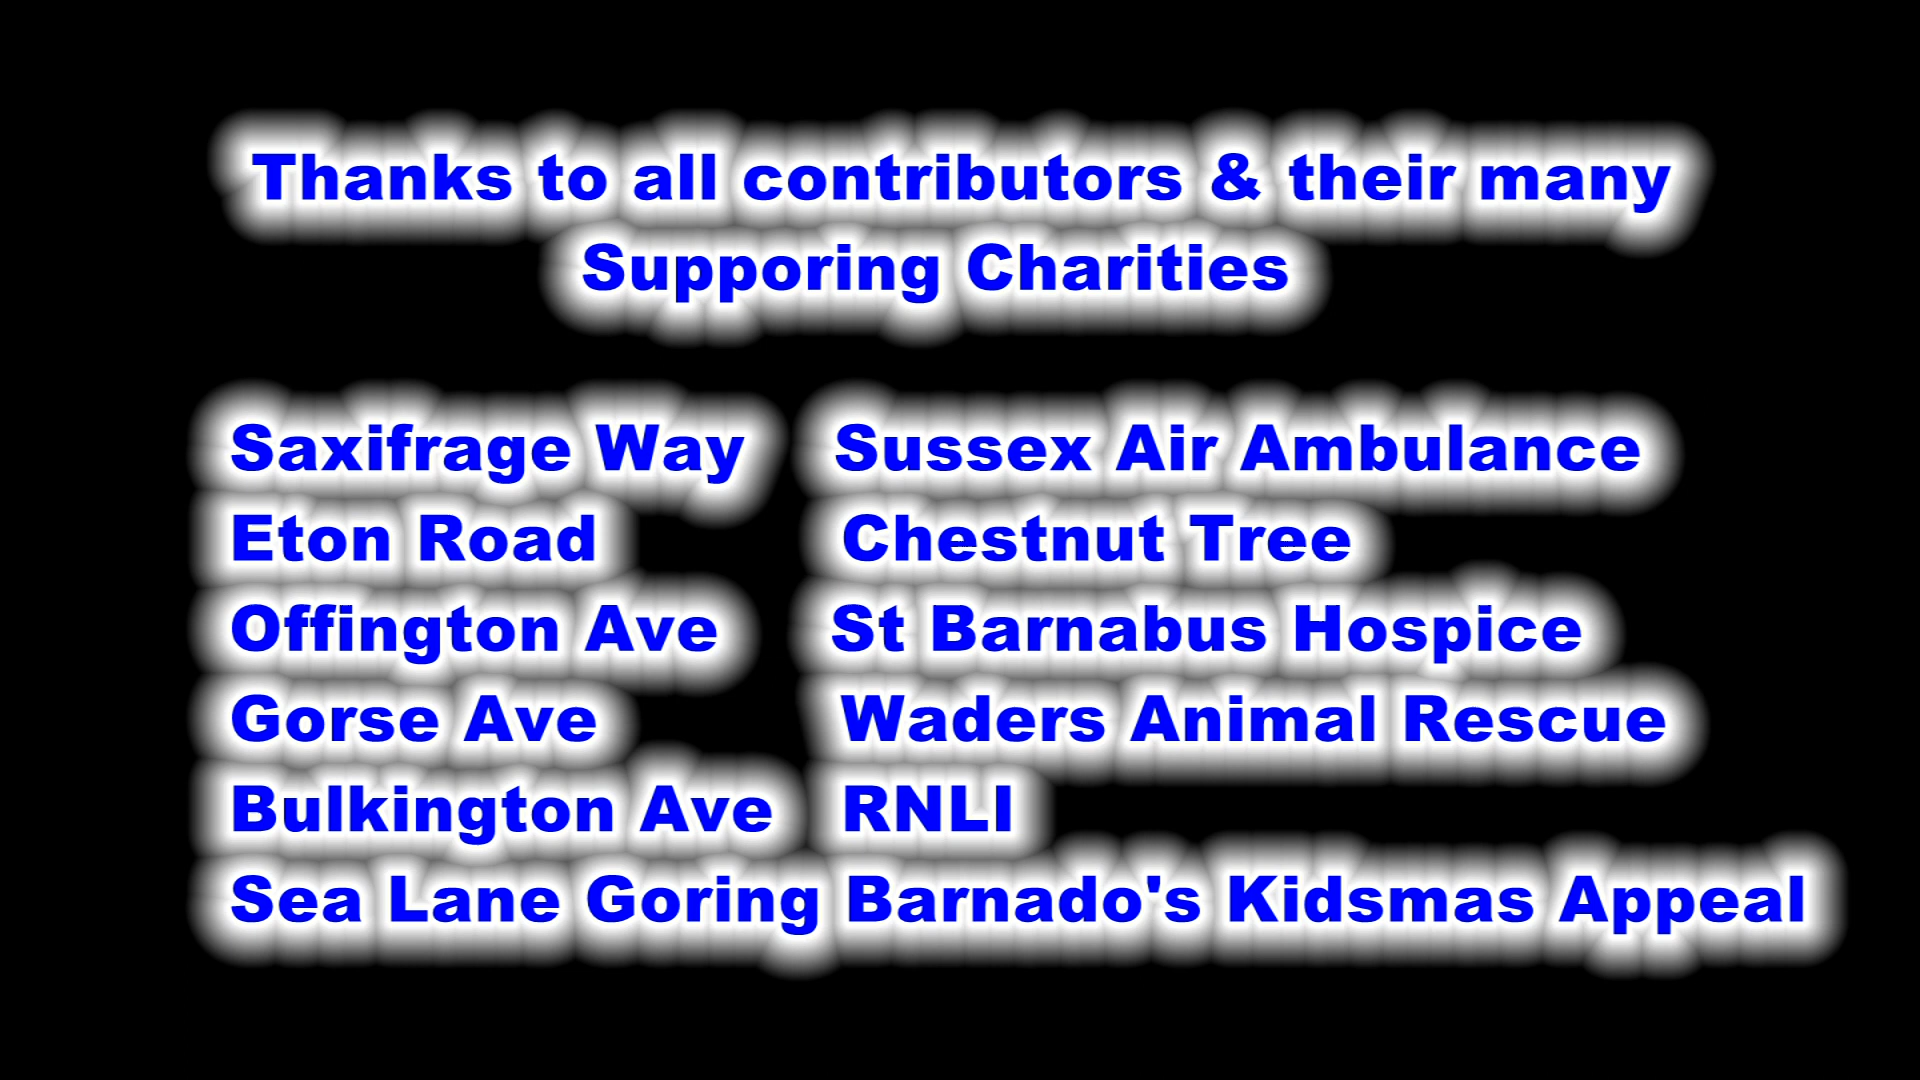 Thanks to all contributors & their many
Supporing Charities
Saxifrage Way Sussex Air Ambulance
Eton Road Chestnut Tree
Offington Ave St Barnabus Hospice
Gorse Ave Waders Animal Rescue
Bulkington Ave RNLI
Sea Lane Goring Barnado's Kidsmas Appeal